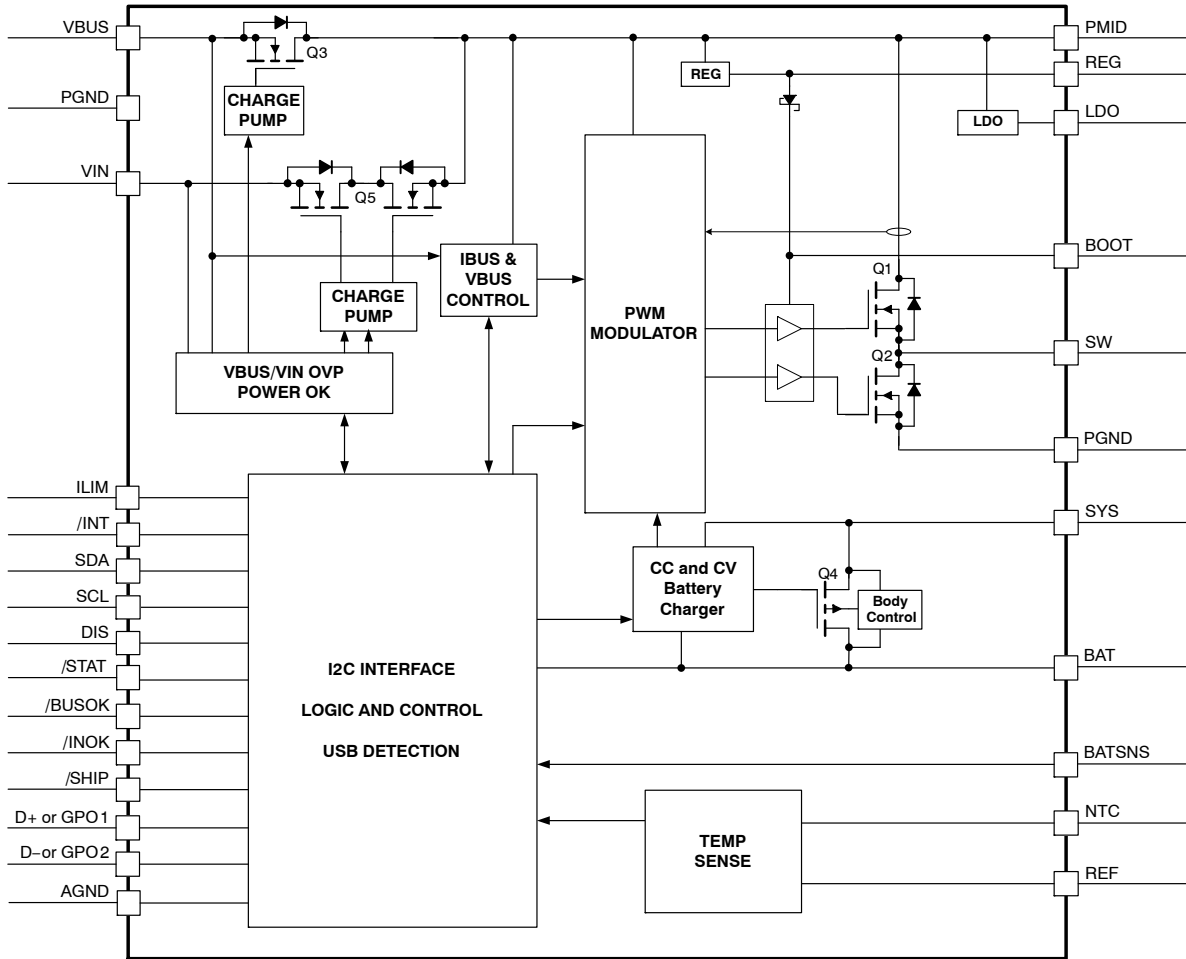 VBUS
PGND
VIN
ILIM
/INT
SDA
SCL
DIS
/STAT
/BUSOK
/INOK
/SHIP
D+ or GPO1
D−or GPO2
AGND
Q3
CHARGE
PUMP
Q5
CHARGE
PUMP
IBUS &
VBUS
CONTROL
VBUS/VIN OVP
POWER OK
I2C INTERFACE
LOGIC AND CONTROL
USB DETECTION
PWM
MODULATOR
REG
LDO
Q1
Q2
CC and CV
Battery
Charger
Q4
Body
Control
TEMP
SENSE
PMID
REG
LDO
BOOT
SW
PGND
SYS
BAT
BATSNS
NTC
REF